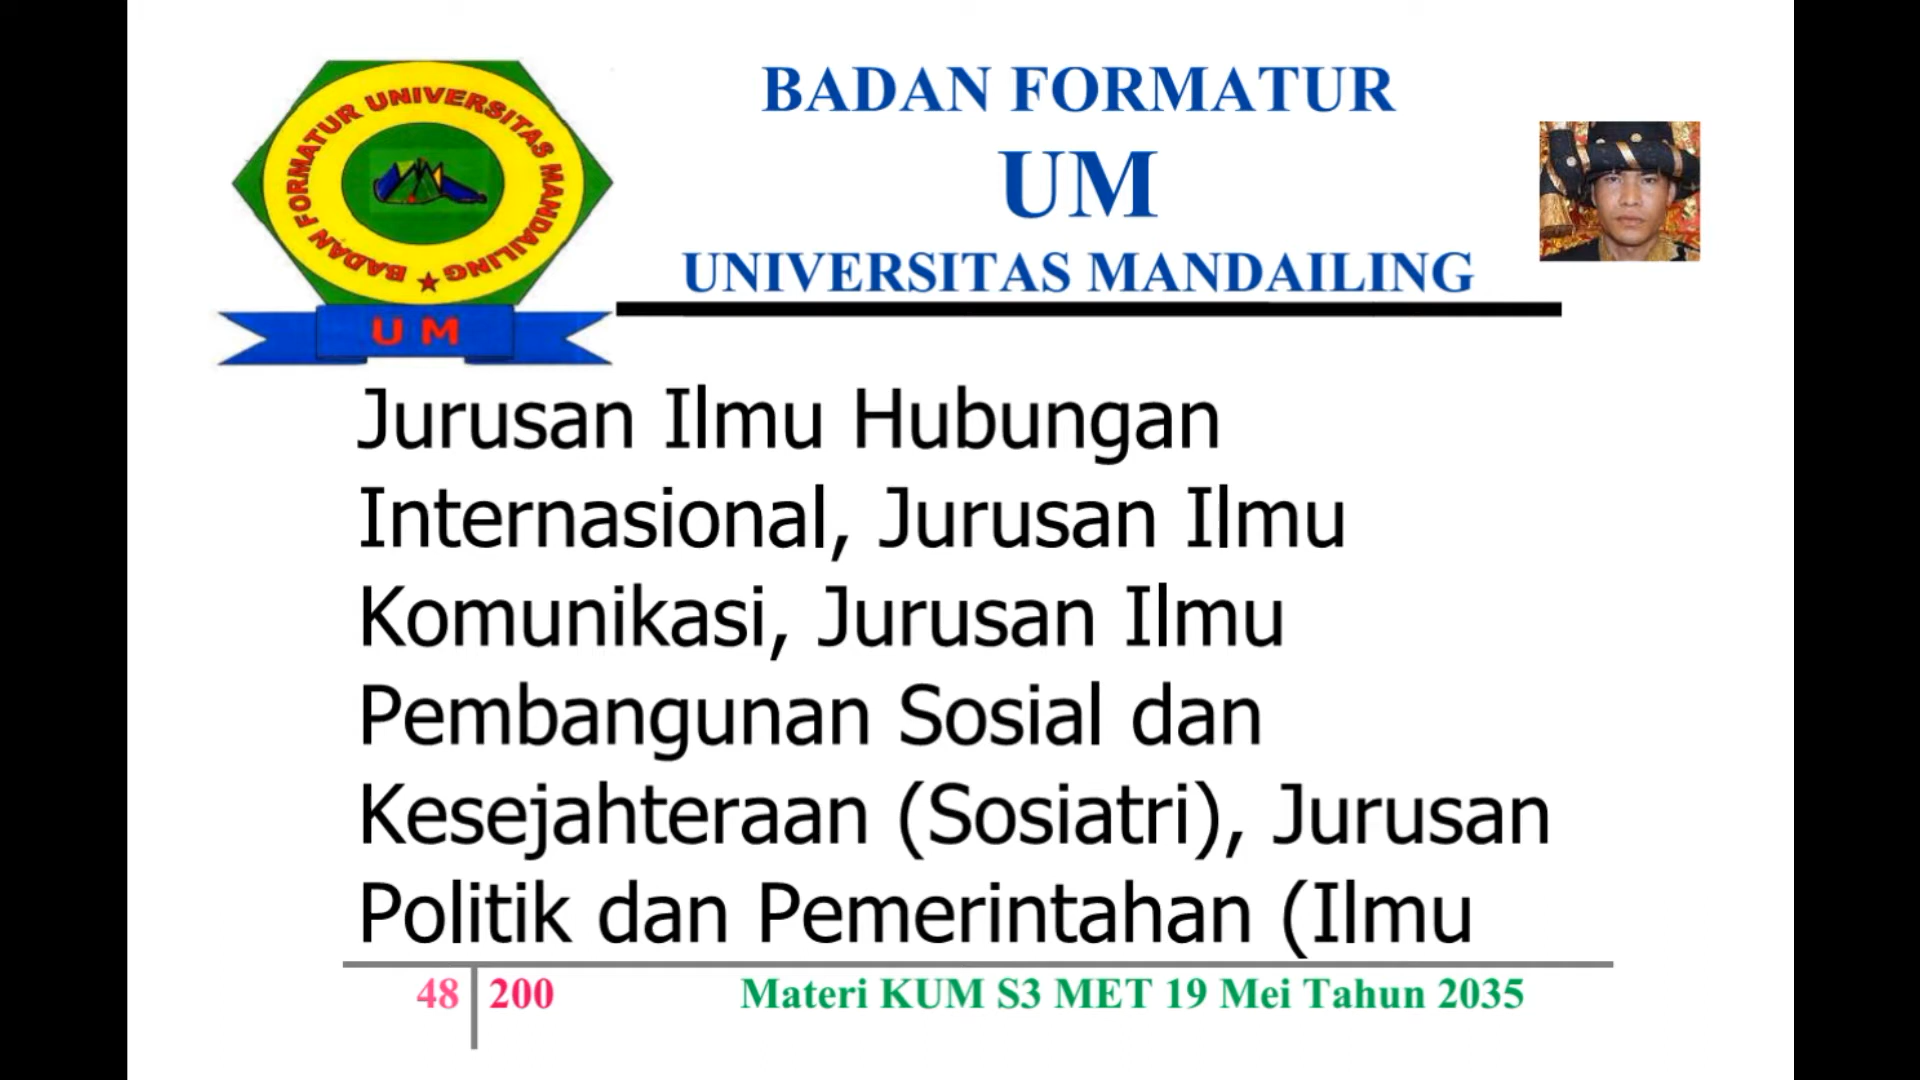 BADAN FORMATUR UNIVERSITAS MANDAILING
U M
BADAN FORMATUR
UM
UNIVERSITAS MANDAILING
Jurusan Ilmu Hubungan
Internasional, Jurusan Ilmu
Komunikasi, Jurusan Ilmu
Pembangunan Sosial dan
Kesejahteraan (Sosiatri), Jurusan
Politik dan Pemerintahan (Ilmu
48 200 Materi KUM S3 MET 19 Mei Tahun 2035